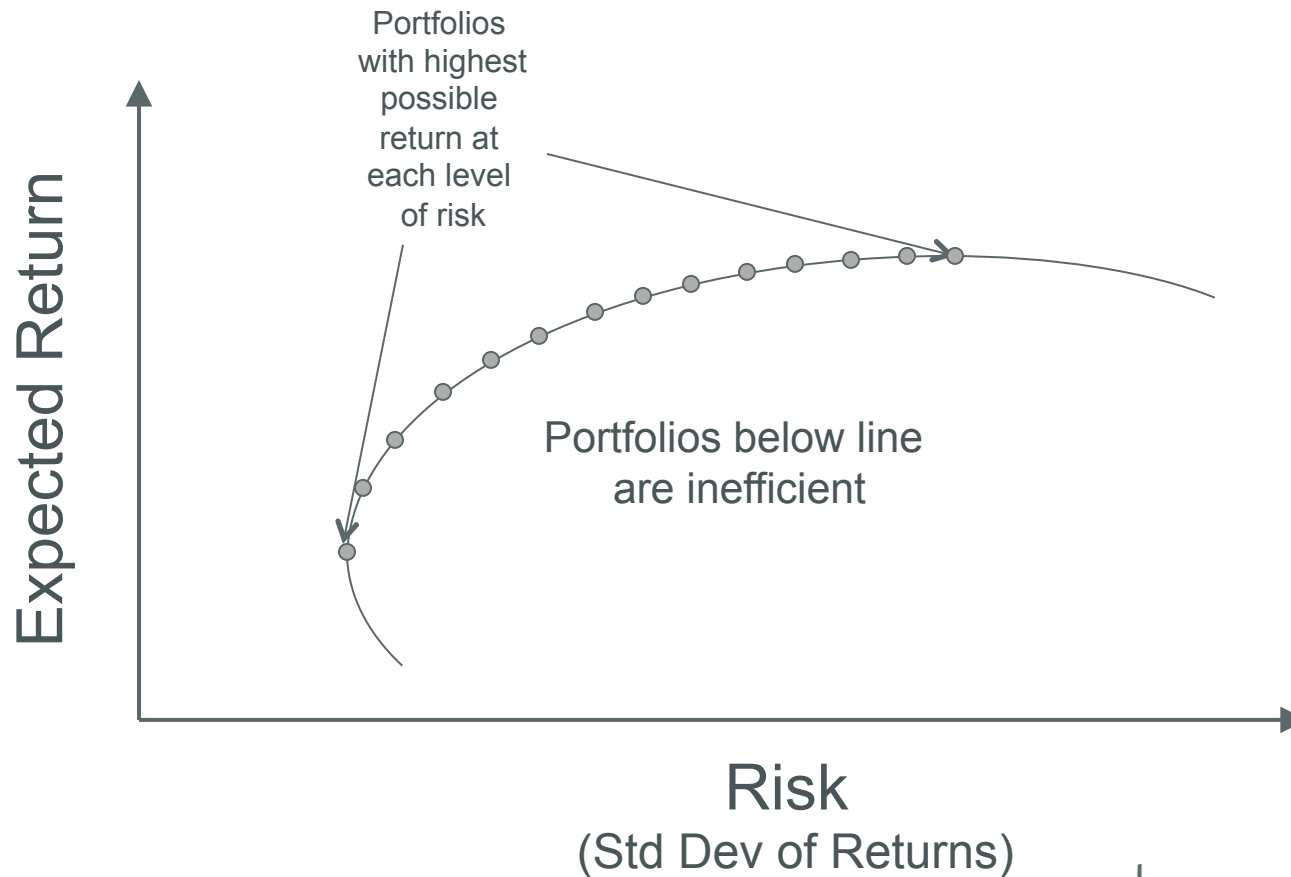 Portfolios
with highest
possible
return at
each level
of risk
Expected Return
Portfolios below line
are inefficient
Risk
(Std Dev of Returns)